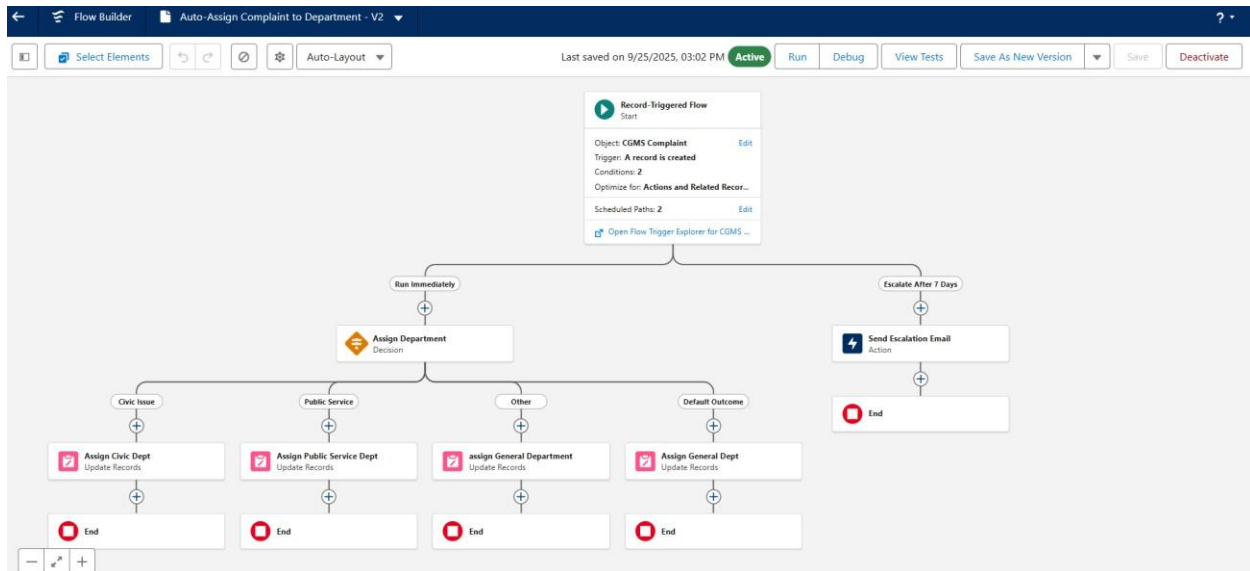 Flow Builder
Auto-Assign Complaint to Department - V2
?
Select Elements
Auto-Layout
Last saved on 9/25/2025, 03:02 PM
Active
Run
Debug
View Tests
Save As New Version
Save
Deactivate
Record-Triggered Flow
Start
Object: CGMS Complaint
Edit
Trigger: A record is created
Conditions: 2
Optimize for: Actions and Related Recor...
Scheduled Paths: 2
Edit
Open Flow Trigger Explorer for CGMS ...
Run Immediately
Escalate After 7 Days
Assign Department
Decision
Send Escalation Email
Action
End
Civic Issue
Public Service
Other
Default Outcome
Assign Civic Dept
Update Records
Assign Public Service Dept
Update Records
assign General Department
Update Records
Assign General Dept
Update Records
End
End
End
End